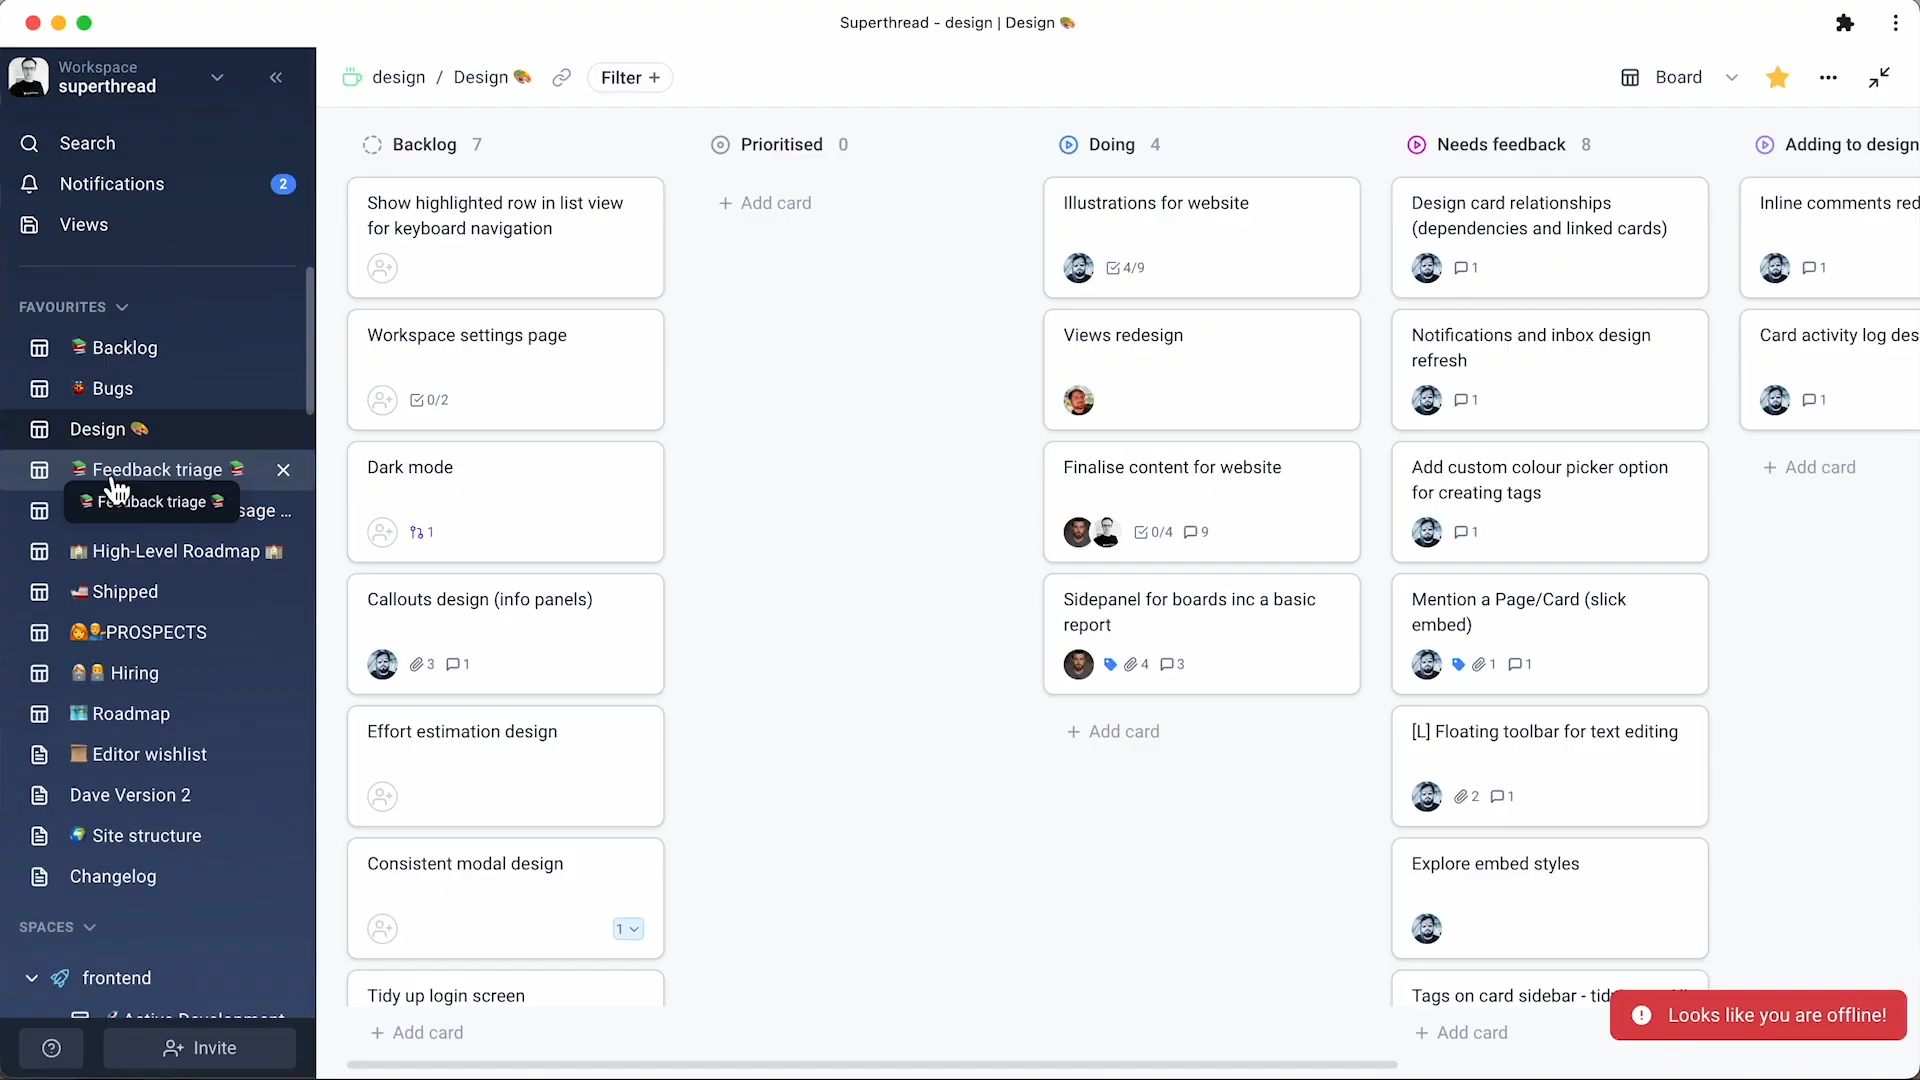 Superthread - design | Design 🎨
Workspace
superthread
Search
Notifications 2
Views
FAVOURITES
📚 Backlog
🐞 Bugs
Design 🎨
📚 Feedback triage 📚
📚 Feedback triage 📚
sage ...
🏫 High-Level Roadmap 🏫
🚤 Shipped
PROSPECTS
Hiring
🗺️ Roadmap
📜 Editor wishlist
Dave Version 2
🌍 Site structure
Changelog
SPACES
frontend
Active Development
Invite
design / Design 🎨
Filter +
Board
Backlog 7
Show highlighted row in list view
for keyboard navigation
Workspace settings page
0/2
Dark mode
1
Callouts design (info panels)
3 1
Effort estimation design
Consistent modal design
1
Tidy up login screen
+ Add card
Prioritised 0
+ Add card
Doing 4
Illustrations for website
4/9
Views redesign
Finalise content for website
0/4 9
Sidepanel for boards inc a basic
report
4 3
+ Add card
Needs feedback 8
Design card relationships
(dependencies and linked cards)
1
Notifications and inbox design
refresh
1
Add custom colour picker option
for creating tags
1
Mention a Page/Card (slick
embed)
1 1
[L] Floating toolbar for text editing
2 1
Explore embed styles
Tags on card sidebar -
+ Add card
Adding to design
Inline comments red
1
Card activity log des
1
+ Add card
Looks like you are offline!